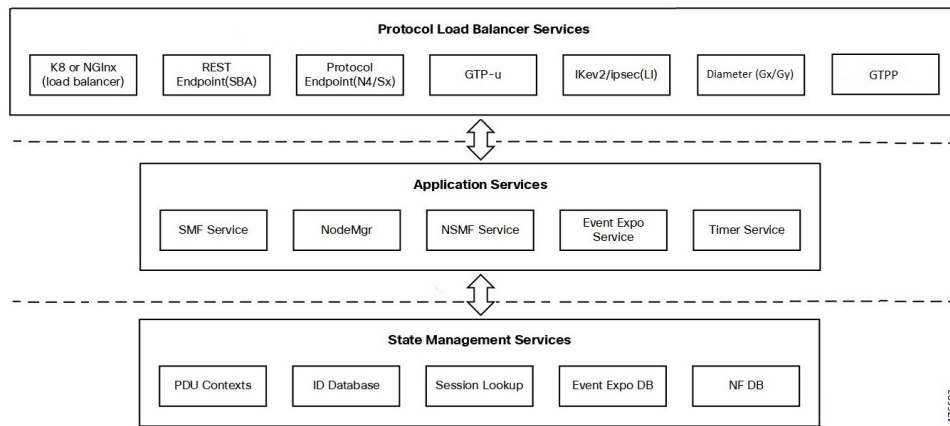 Protocol Load Balancer Services
K8 or NGInx
(load balancer)
REST
Endpoint(SBA)
Protocol
Endpoint(N4/Sx)
GTP-u
IKev2/ipsec(LI)
Diameter (Gx/Gy)
GTPP
Application Services
SMF Service
NodeMgr
NSMF Service
Event Expo
Service
Timer Service
State Management Services
PDU Contexts
ID Database
Session Lookup
Event Expo DB
NF DB